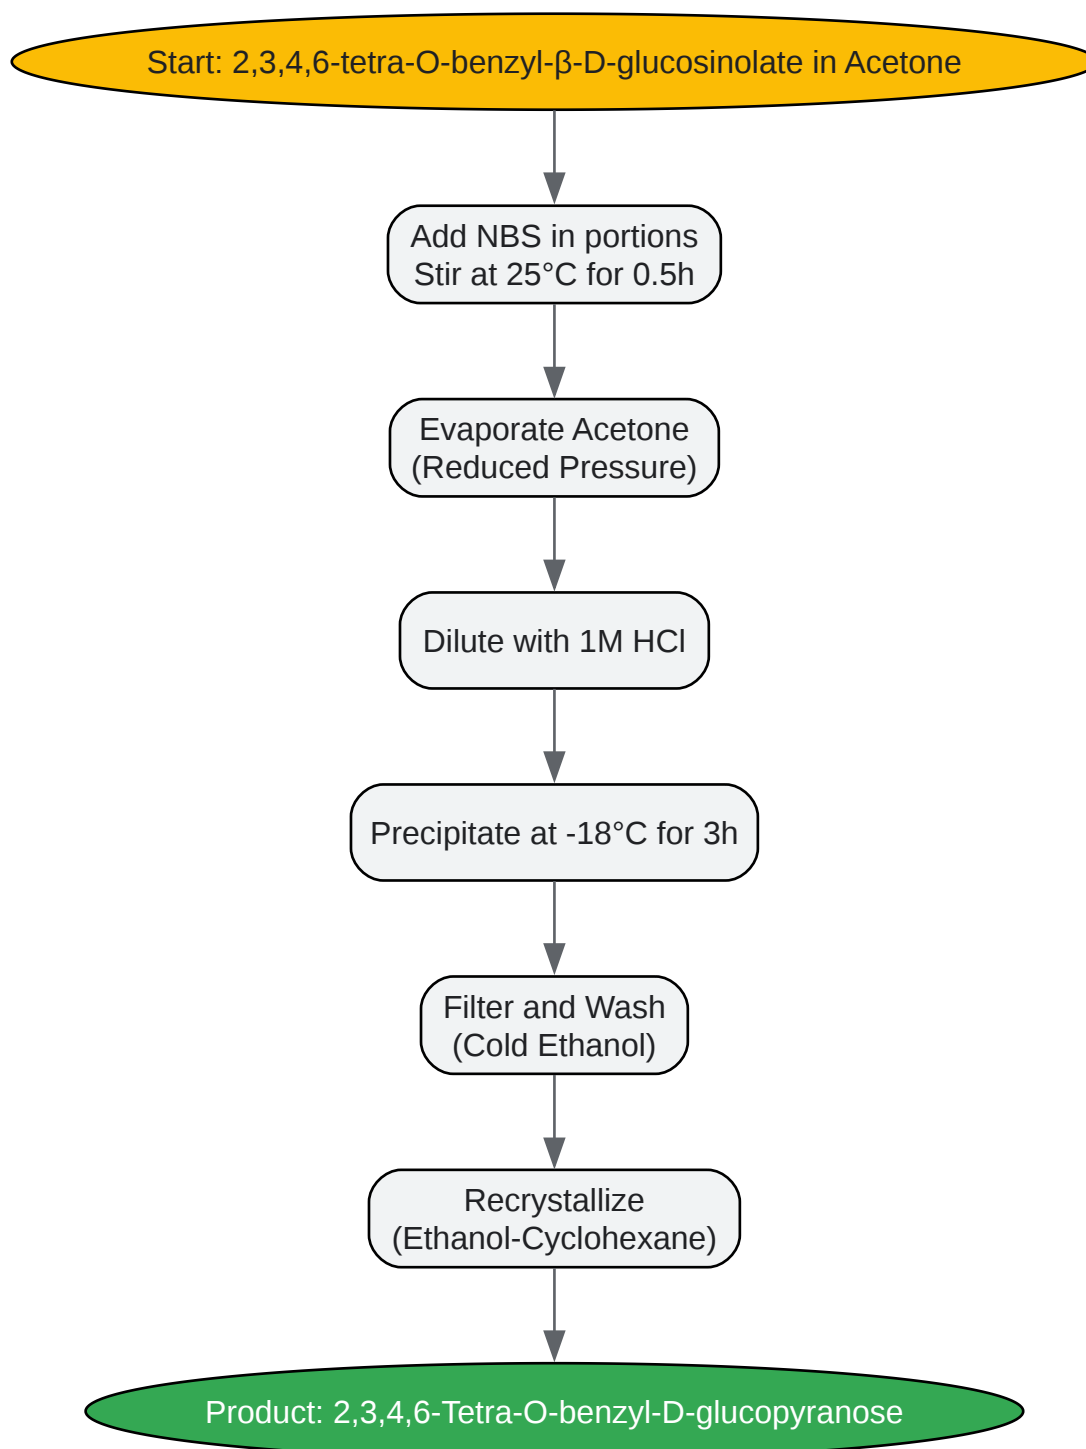 Start: 2,3,4,6-tetra-O-benzyl-β-D-glucosinolate in Acetone
Add NBS in portions
Stir at 25°C for 0.5h
Evaporate Acetone
(Reduced Pressure)
Dilute with 1M HCl
Precipitate at -18°C for 3h
Filter and Wash
(Cold Ethanol)
Recrystallize
(Ethanol-Cyclohexane)
Product: 2,3,4,6-Tetra-O-benzyl-D-glucopyranose